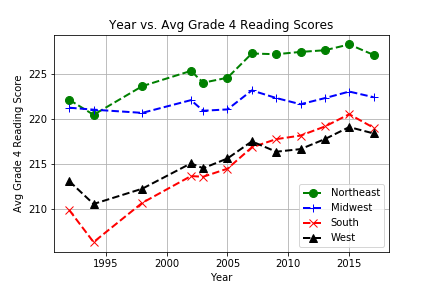 Year vs. Avg Grade 4 Reading Scores
Avg Grade 4 Reading Score
225
220
215
210
Northeast
Midwest
South
West
1995
2000
2005
2010
2015
Year